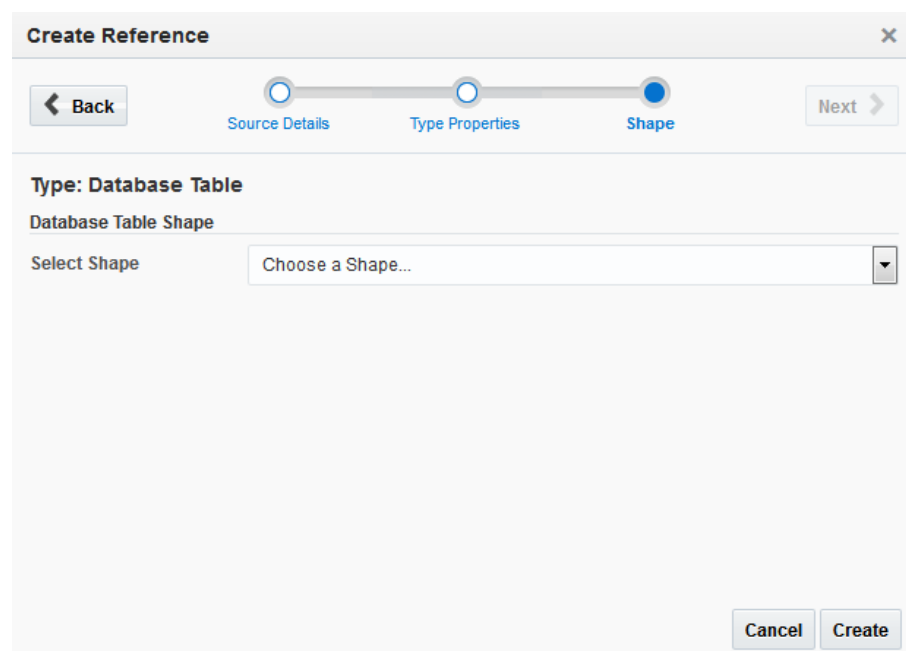 Create Reference
Back
Next
Source Details
Type Properties
Shape
Type: Database Table
Database Table Shape
Select Shape
Choose a Shape...
Cancel
Create